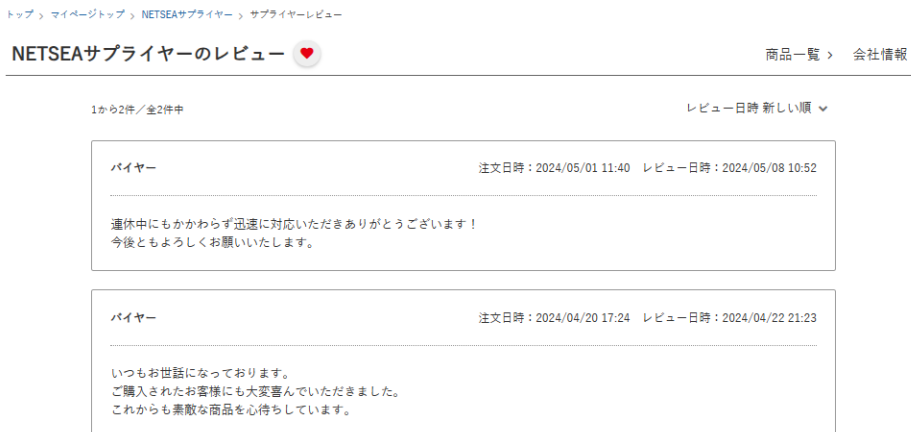 トップ > マイページトップ > NETSEAサプライヤー > サプライヤーレビュー
NETSEAサプライヤーのレビュー
商品一覧 > 会社情報
1から2件／全2件中
レビュー日時 新しい順
バイヤー 注文日時：2024/05/01 11:40 レビュー日時：2024/05/08 10:52
連休中にもかかわらず迅速に対応いただきありがとうございます！
今後ともよろしくお願いいたします。
バイヤー 注文日時：2024/04/20 17:24 レビュー日時：2024/04/22 21:23
いつもお世話になっております。
ご購入されたお客様にも大変喜んでいただきました。
これからも素敵な商品を心待ちしています。